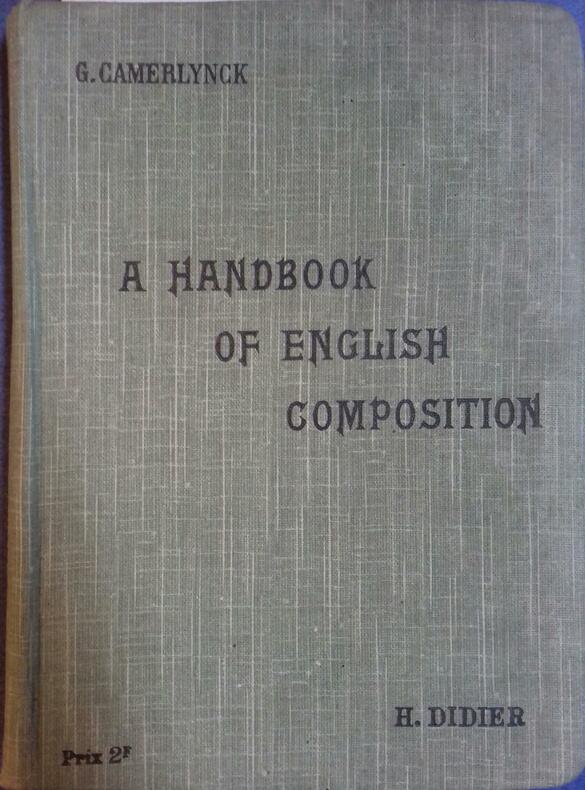 G. CAMERLYNCK
A HANDBOOK
OF ENGLISH
COMPOSITION
H. DIDIER
Prix 2F